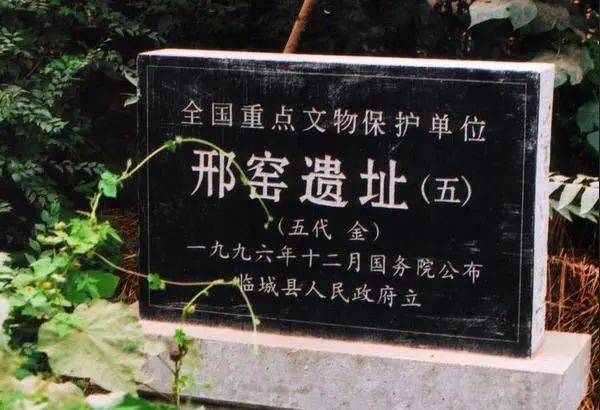 全国重点文物保护单位
邢窑遗址(五)
(五代 金)
一九九六年十二月国务院公布
临城县人民政府立